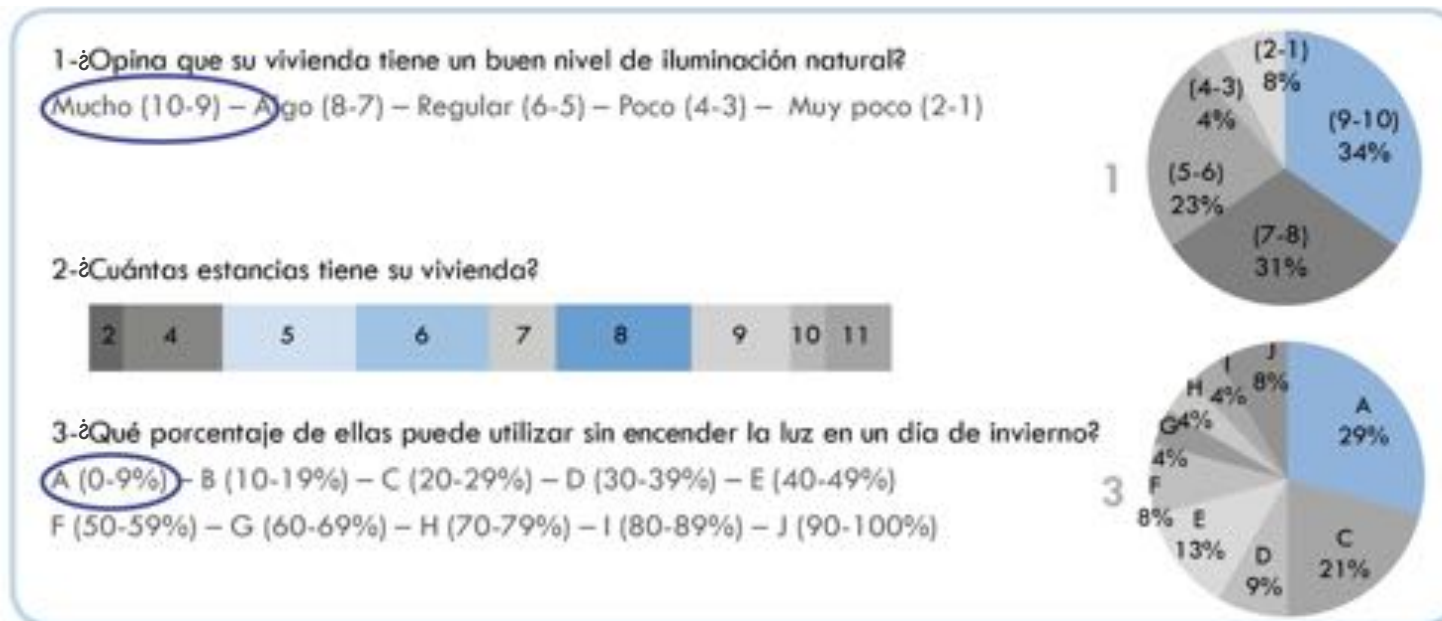 1-¿Opina que su vivienda tiene un buen nivel de iluminación natural?
Mucho (10-9) – Algo (8-7) – Regular (6-5) – Poco (4-3) – Muy poco (2-1)
(2-1)
8%
(4-3)
4%
(9-10)
34%
1
(5-6)
23%
(7-8)
31%
2-¿Cuántas estancias tiene su vivienda?
2 4 5 6 7 8 9 10 11
3-¿Qué porcentaje de ellas puede utilizar sin encender la luz en un día de invierno?
A (0-9%) – B (10-19%) – C (20-29%) – D (30-39%) – E (40-49%)
F (50-59%) – G (60-69%) – H (70-79%) – I (80-89%) – J (90-100%)
J
8%
I
4%
H
4%
G
4%
A
29%
3
F
8%
E
13%
D
9%
C
21%